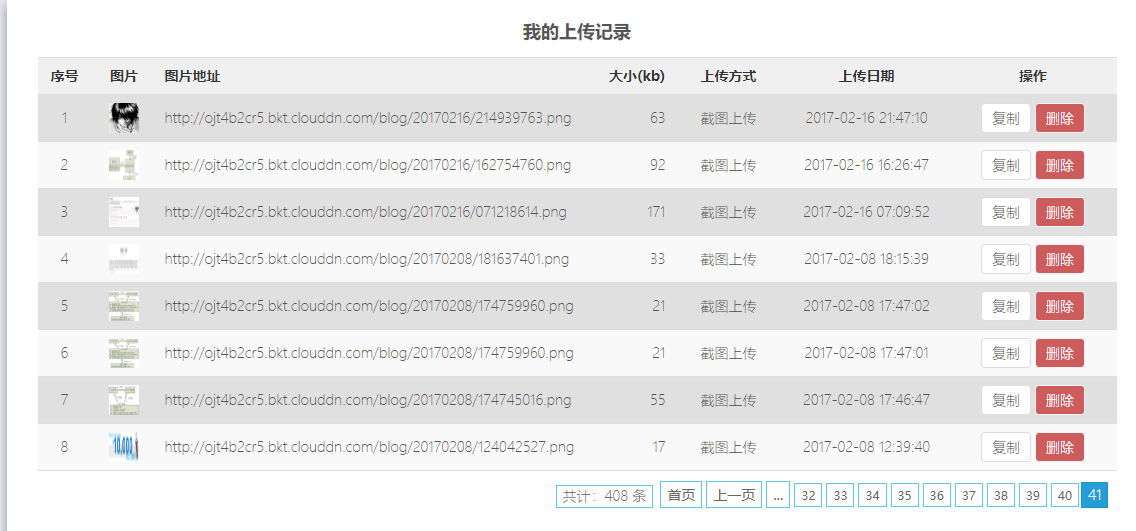 我的上传记录
序号 图片 图片地址 大小(kb) 上传方式 上传日期 操作
1 http://ojt4b2cr5.bkt.clouddn.com/blog/20170216/214939763.png 63 截图上传 2017-02-16 21:47:10 复制 删除
2 http://ojt4b2cr5.bkt.clouddn.com/blog/20170216/162754760.png 92 截图上传 2017-02-16 16:26:47 复制 删除
3 http://ojt4b2cr5.bkt.clouddn.com/blog/20170216/071218614.png 171 截图上传 2017-02-16 07:09:52 复制 删除
4 http://ojt4b2cr5.bkt.clouddn.com/blog/20170208/181637401.png 33 截图上传 2017-02-08 18:15:39 复制 删除
5 http://ojt4b2cr5.bkt.clouddn.com/blog/20170208/174759960.png 21 截图上传 2017-02-08 17:47:02 复制 删除
6 http://ojt4b2cr5.bkt.clouddn.com/blog/20170208/174759960.png 21 截图上传 2017-02-08 17:47:01 复制 删除
7 http://ojt4b2cr5.bkt.clouddn.com/blog/20170208/174745016.png 55 截图上传 2017-02-08 17:46:47 复制 删除
8 10,000, http://ojt4b2cr5.bkt.clouddn.com/blog/20170208/124042527.png 17 截图上传 2017-02-08 12:39:40 复制 删除
共计：408 条 首页 上一页 ... 32 33 34 35 36 37 38 39 40 41